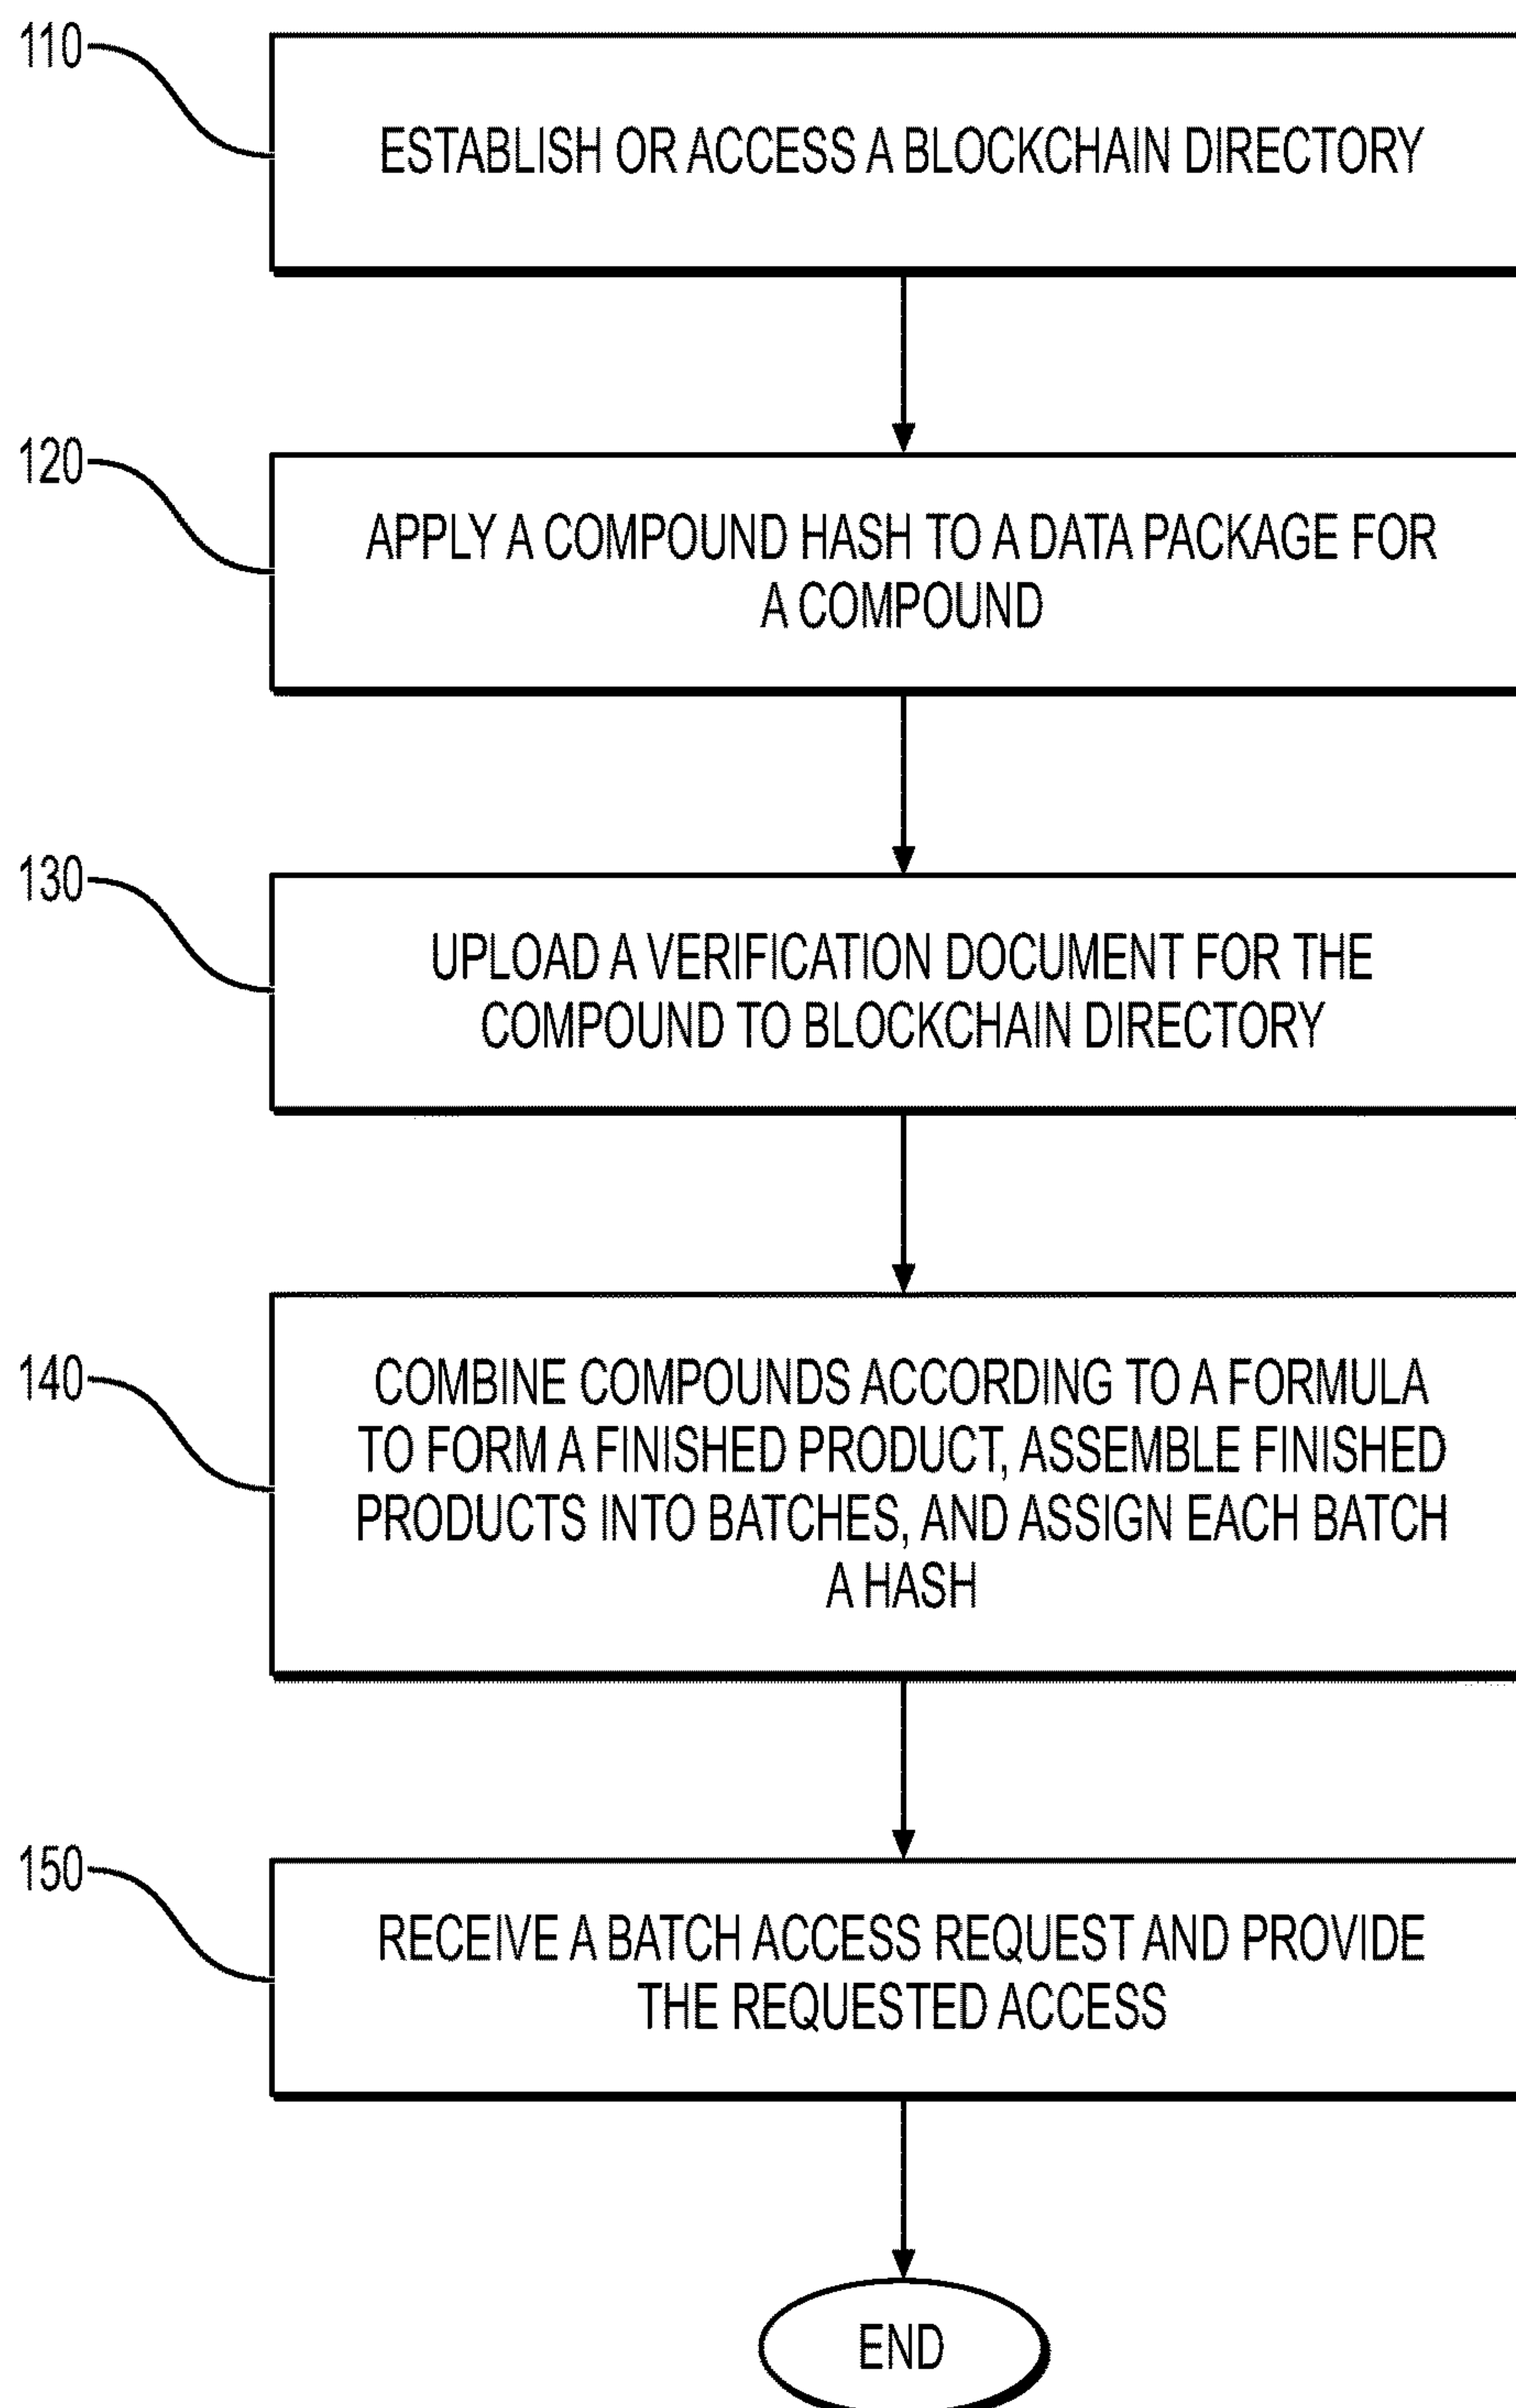 110
ESTABLISH OR ACCESS A BLOCKCHAIN DIRECTORY
120
APPLY A COMPOUND HASH TO A DATA PACKAGE FOR
A COMPOUND
130
UPLOAD A VERIFICATION DOCUMENT FOR THE
COMPOUND TO BLOCKCHAIN DIRECTORY
140
COMBINE COMPOUNDS ACCORDING TO A FORMULA
TO FORM A FINISHED PRODUCT, ASSEMBLE FINISHED
PRODUCTS INTO BATCHES, AND ASSIGN EACH BATCH
A HASH
150
RECEIVE A BATCH ACCESS REQUEST AND PROVIDE
THE REQUESTED ACCESS
END